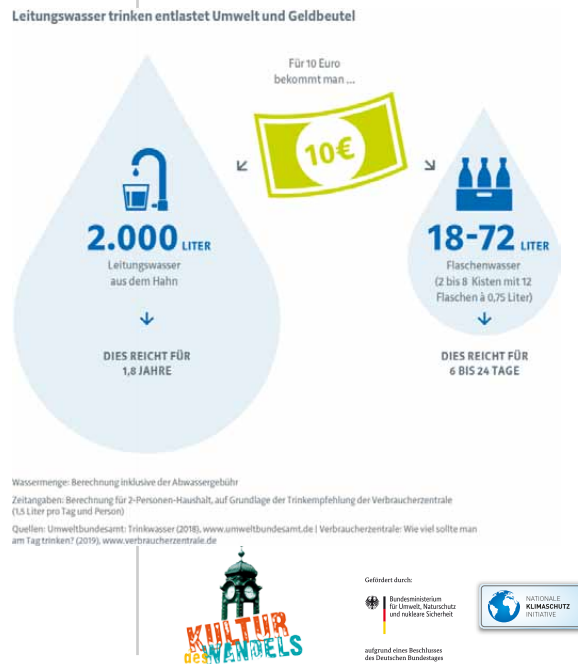 Leitungswasser trinken entlastet Umwelt und Geldbeutel
Für 10 Euro
bekommt man ...
10€
2.000 LITER
Leitungswasser
aus dem Hahn
DIES REICHT FÜR
1,8 JAHRE
18-72 LITER
Flaschenwasser
(2 bis 8 Kisten mit 12
Flaschen à 0,75 Liter)
DIES REICHT FÜR
6 BIS 24 TAGE
Wassermenge: Berechnung inklusive der Abwassergebühr
Zeitangaben: Berechnung für 2-Personen-Haushalt, auf Grundlage der Trinkempfehlung der Verbraucherzentrale
(1,5 Liter pro Tag und Person)
Quellen: Umweltbundesamt: Trinkwasser (2018), www.umweltbundesamt.de | Verbraucherzentrale: Wie viel sollte man
am Tag trinken? (2019), www.verbraucherzentrale.de
KULTUR
des WANDELS
Gefördert durch:
Bundesministerium
für Umwelt, Naturschutz
und nukleare Sicherheit
aufgrund eines Beschlusses
des Deutschen Bundestages
NATIONALE
KLIMASCHUTZ
INITIATIVE